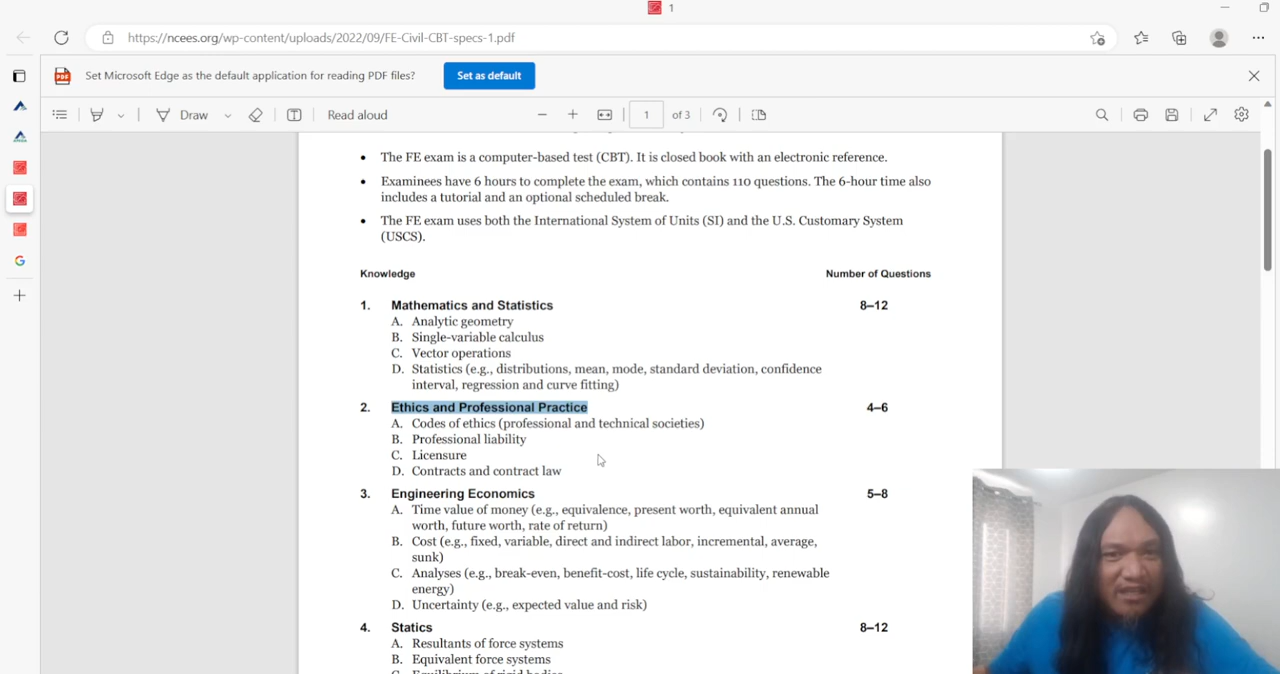 1
https://ncees.org/wp-content/uploads/2022/09/FE-Civil-CBT-specs-1.pdf
Set Microsoft Edge as the default application for reading PDF files?
Set as default
Draw
Read aloud
1 of 3
• The FE exam is a computer-based test (CBT). It is closed book with an electronic reference.
• Examinees have 6 hours to complete the exam, which contains 110 questions. The 6-hour time also
includes a tutorial and an optional scheduled break.
• The FE exam uses both the International System of Units (SI) and the U.S. Customary System
(USCS).
Knowledge Number of Questions
1. Mathematics and Statistics 8–12
A. Analytic geometry
B. Single-variable calculus
C. Vector operations
D. Statistics (e.g., distributions, mean, mode, standard deviation, confidence
interval, regression and curve fitting)
2. Ethics and Professional Practice 4–6
A. Codes of ethics (professional and technical societies)
B. Professional liability
C. Licensure
D. Contracts and contract law
3. Engineering Economics 5–8
A. Time value of money (e.g., equivalence, present worth, equivalent annual
worth, future worth, rate of return)
B. Cost (e.g., fixed, variable, direct and indirect labor, incremental, average,
sunk)
C. Analyses (e.g., break-even, benefit-cost, life cycle, sustainability, renewable
energy)
D. Uncertainty (e.g., expected value and risk)
4. Statics 8–12
A. Resultants of force systems
B. Equivalent force systems
C. Equilibrium of rigid bodies